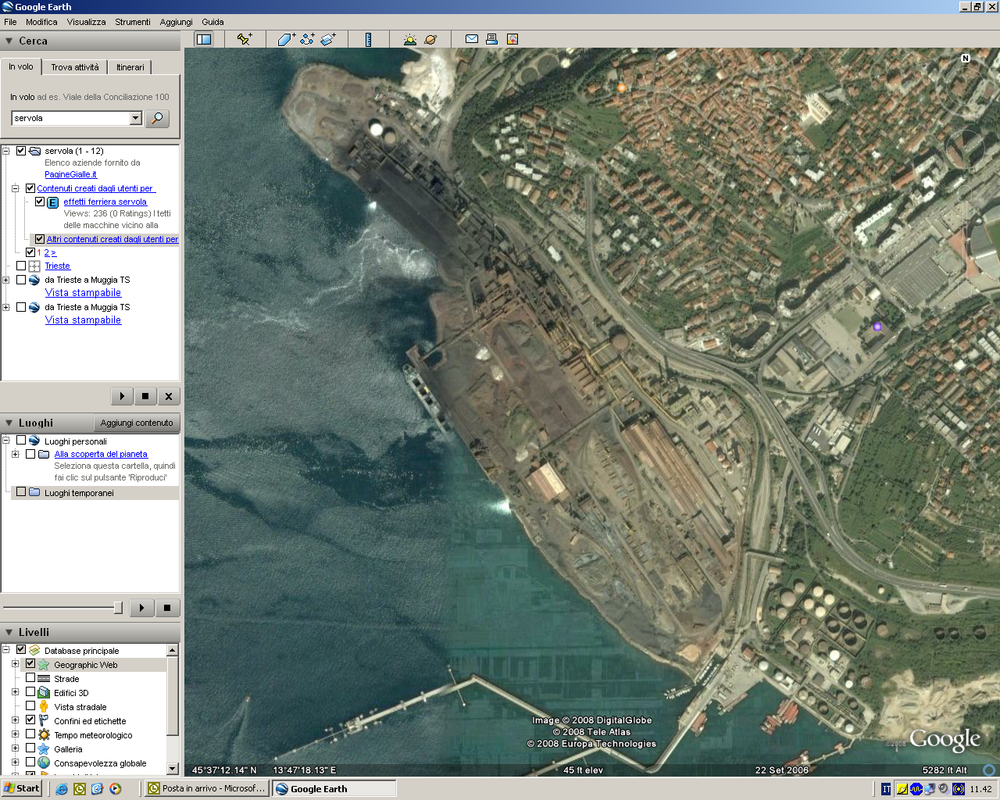 Google Earth
File Modifica Visualizza Strumenti Aggiungi Guida
Cerca
In volo Trova attività Itinerari
In volo ad es. Viale della Conciliazione 100
servola
servola (1 - 12)
Elenco aziende fornito da
PagineGialle.it
Contenuti creati dagli utenti per
effetti ferriera servola
Views: 236 (0 Ratings) I tetti
delle macchine vicino alla
Altri contenuti creati dagli utenti per
1 2 >
Trieste
da Trieste a Muggia TS
Vista stampabile
da Trieste a Muggia TS
Vista stampabile
Luoghi
Aggiungi contenuto
Luoghi personali
Alla scoperta del pianeta
Seleziona questa cartella, quindi
fai clic sul pulsante 'Riproduci'
Luoghi temporanei
Livelli
Database principale
Geographic Web
Strade
Edifici 3D
Vista stradale
Confini ed etichette
Tempo meteorologico
Galleria
Consapevolezza globale
N
Image © 2008 DigitalGlobe
© 2008 Tele Atlas
© 2008 Europa Technologies
©2008 Google
45°37'12.14" N 13°47'18.13" E 45 ft elev 22 Set 2006 5282 ft Alt
Start Posta in arrivo - Microsof... Google Earth IT 11.42